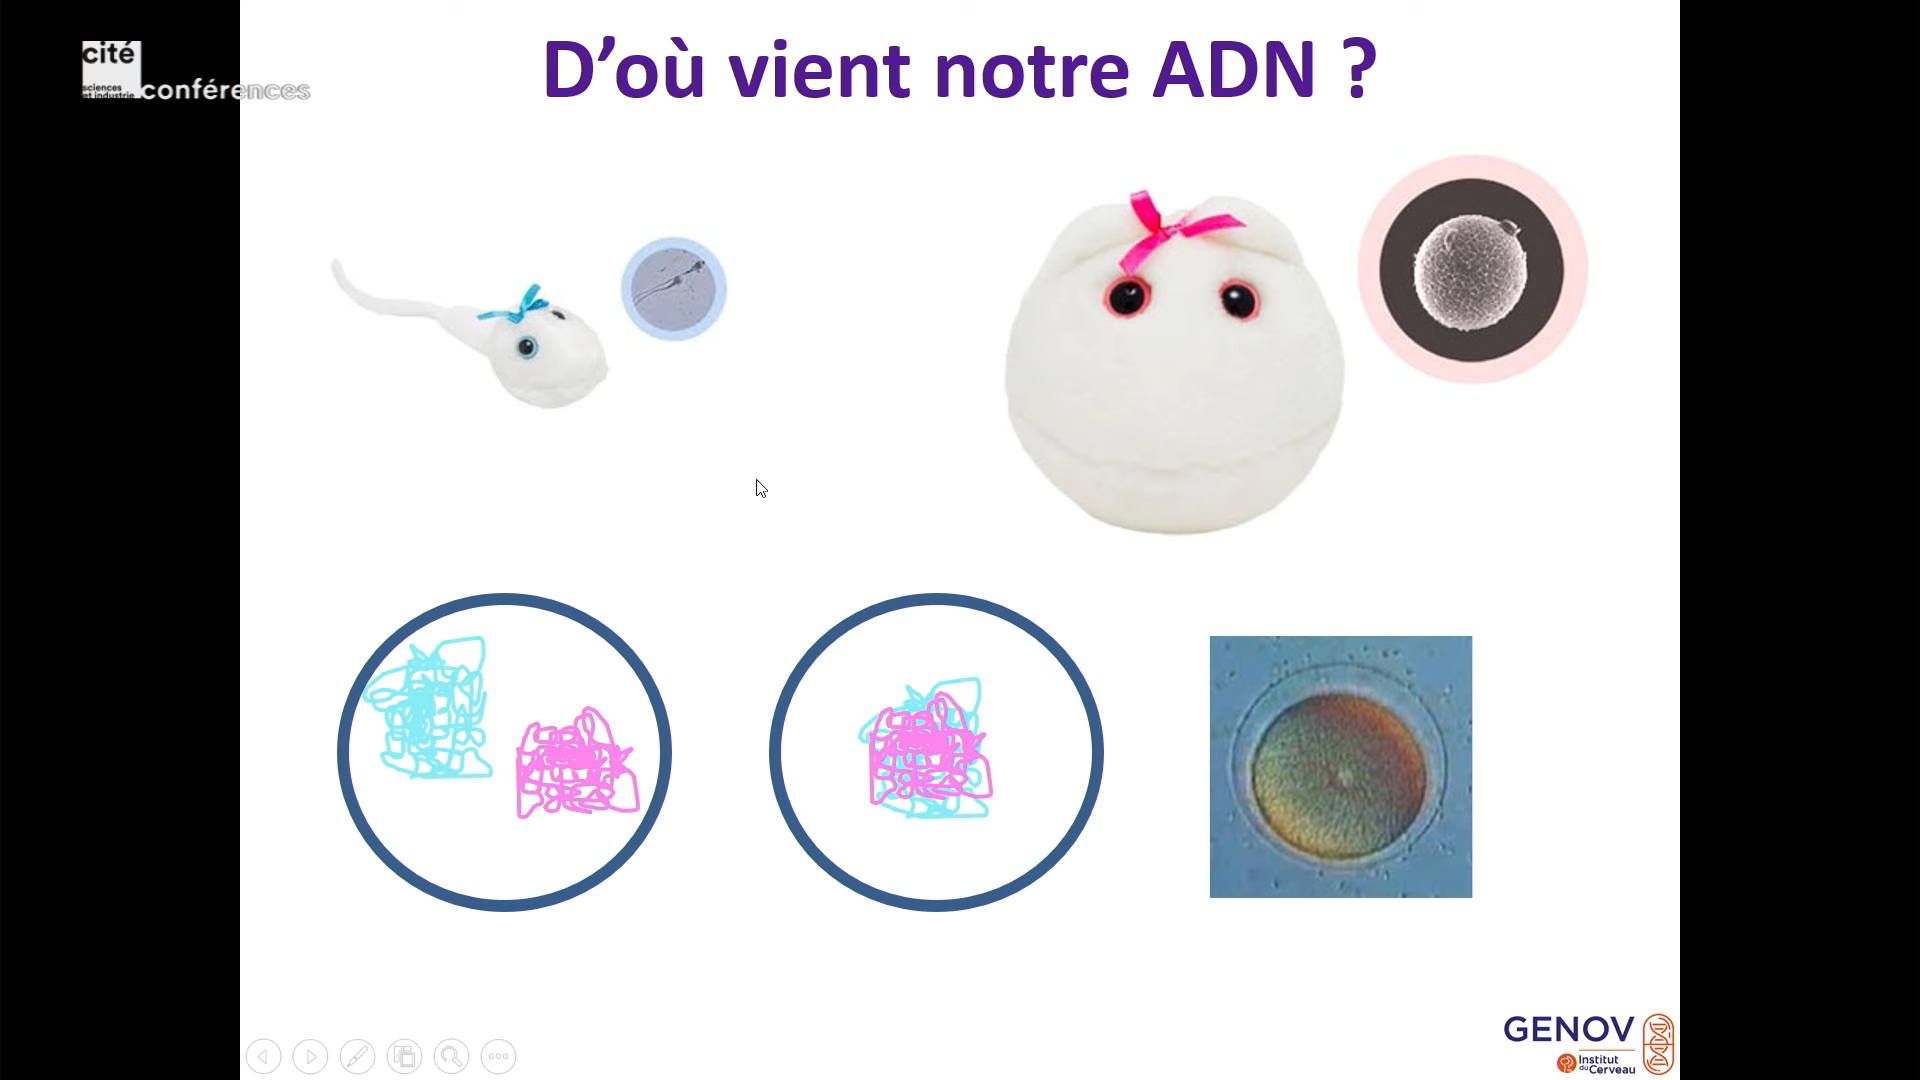 D'où vient notre ADN ?
cité
sciences
et industrie
conférences
GENOV
Institut
du Cerveau